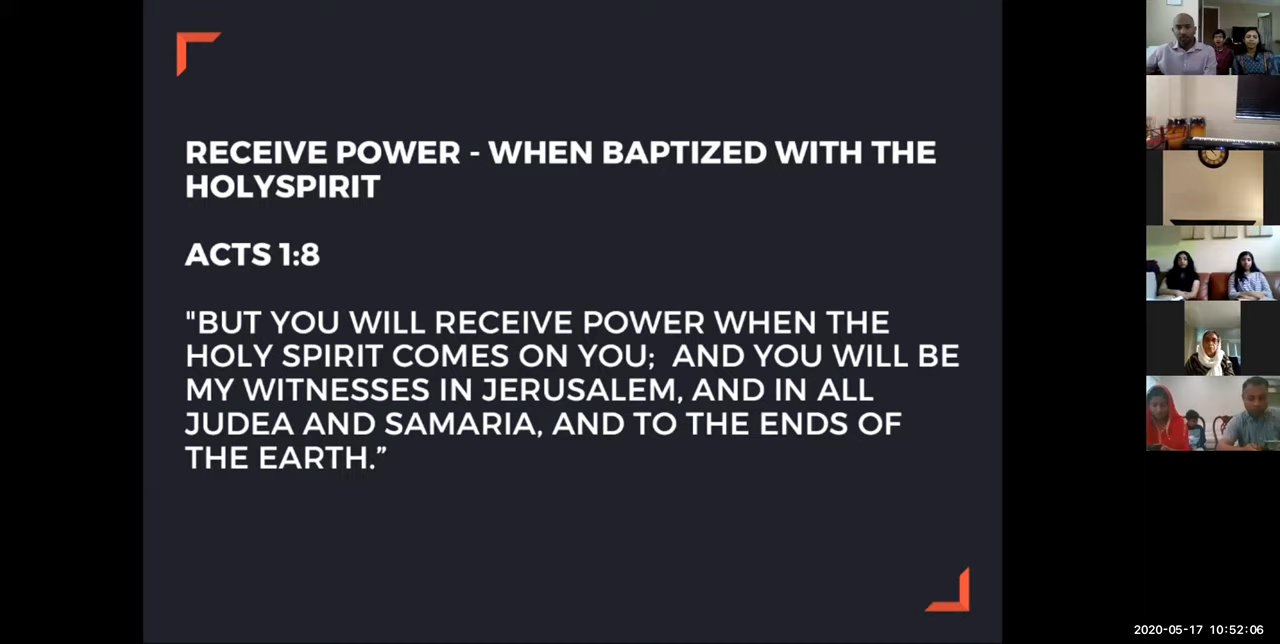 RECEIVE POWER - WHEN BAPTIZED WITH THE
HOLYSPIRIT
ACTS 1:8
"BUT YOU WILL RECEIVE POWER WHEN THE
HOLY SPIRIT COMES ON YOU;  AND YOU WILL BE
MY WITNESSES IN JERUSALEM, AND IN ALL
JUDEA AND SAMARIA, AND TO THE ENDS OF
THE EARTH.”
2020-05-17 10:52:06